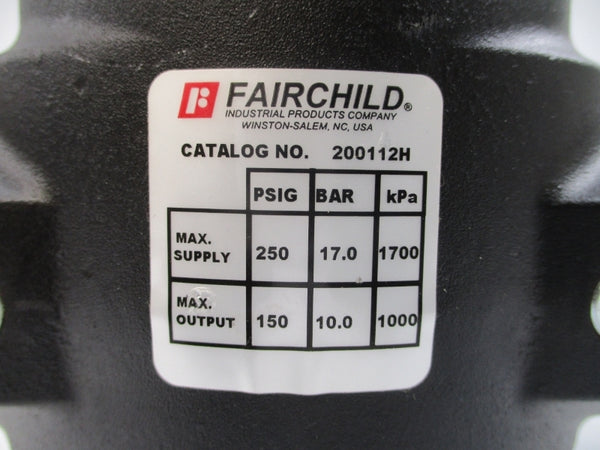 FAIRCHILD®
INDUSTRIAL PRODUCTS COMPANY
WINSTON-SALEM, NC, USA
CATALOG NO. 200112H
PSIG BAR kPa
MAX.
SUPPLY 250 17.0 1700
MAX.
OUTPUT 150 10.0 1000